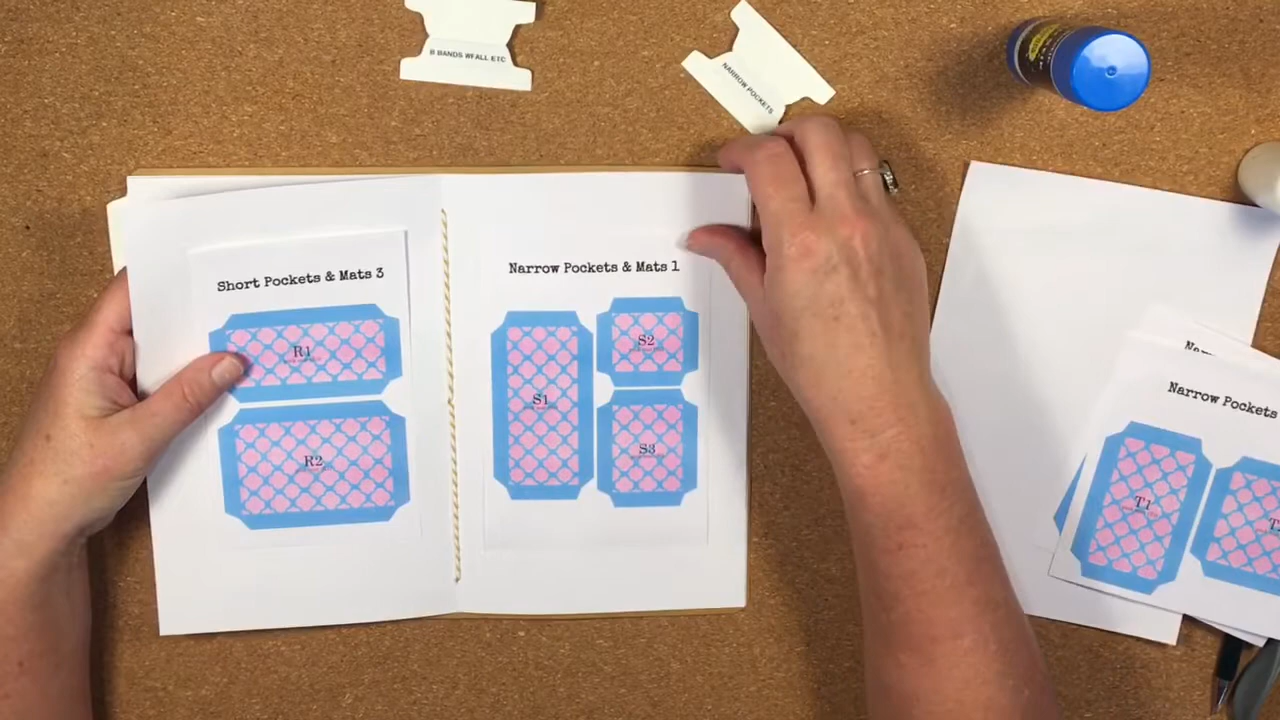 B BANDS WFALL ETC
NARROW POCKETS
Short Pockets & Mats 3
R1
R2
Narrow Pockets & Mats 1
S1
S2
S3
Narrow Pockets
T1